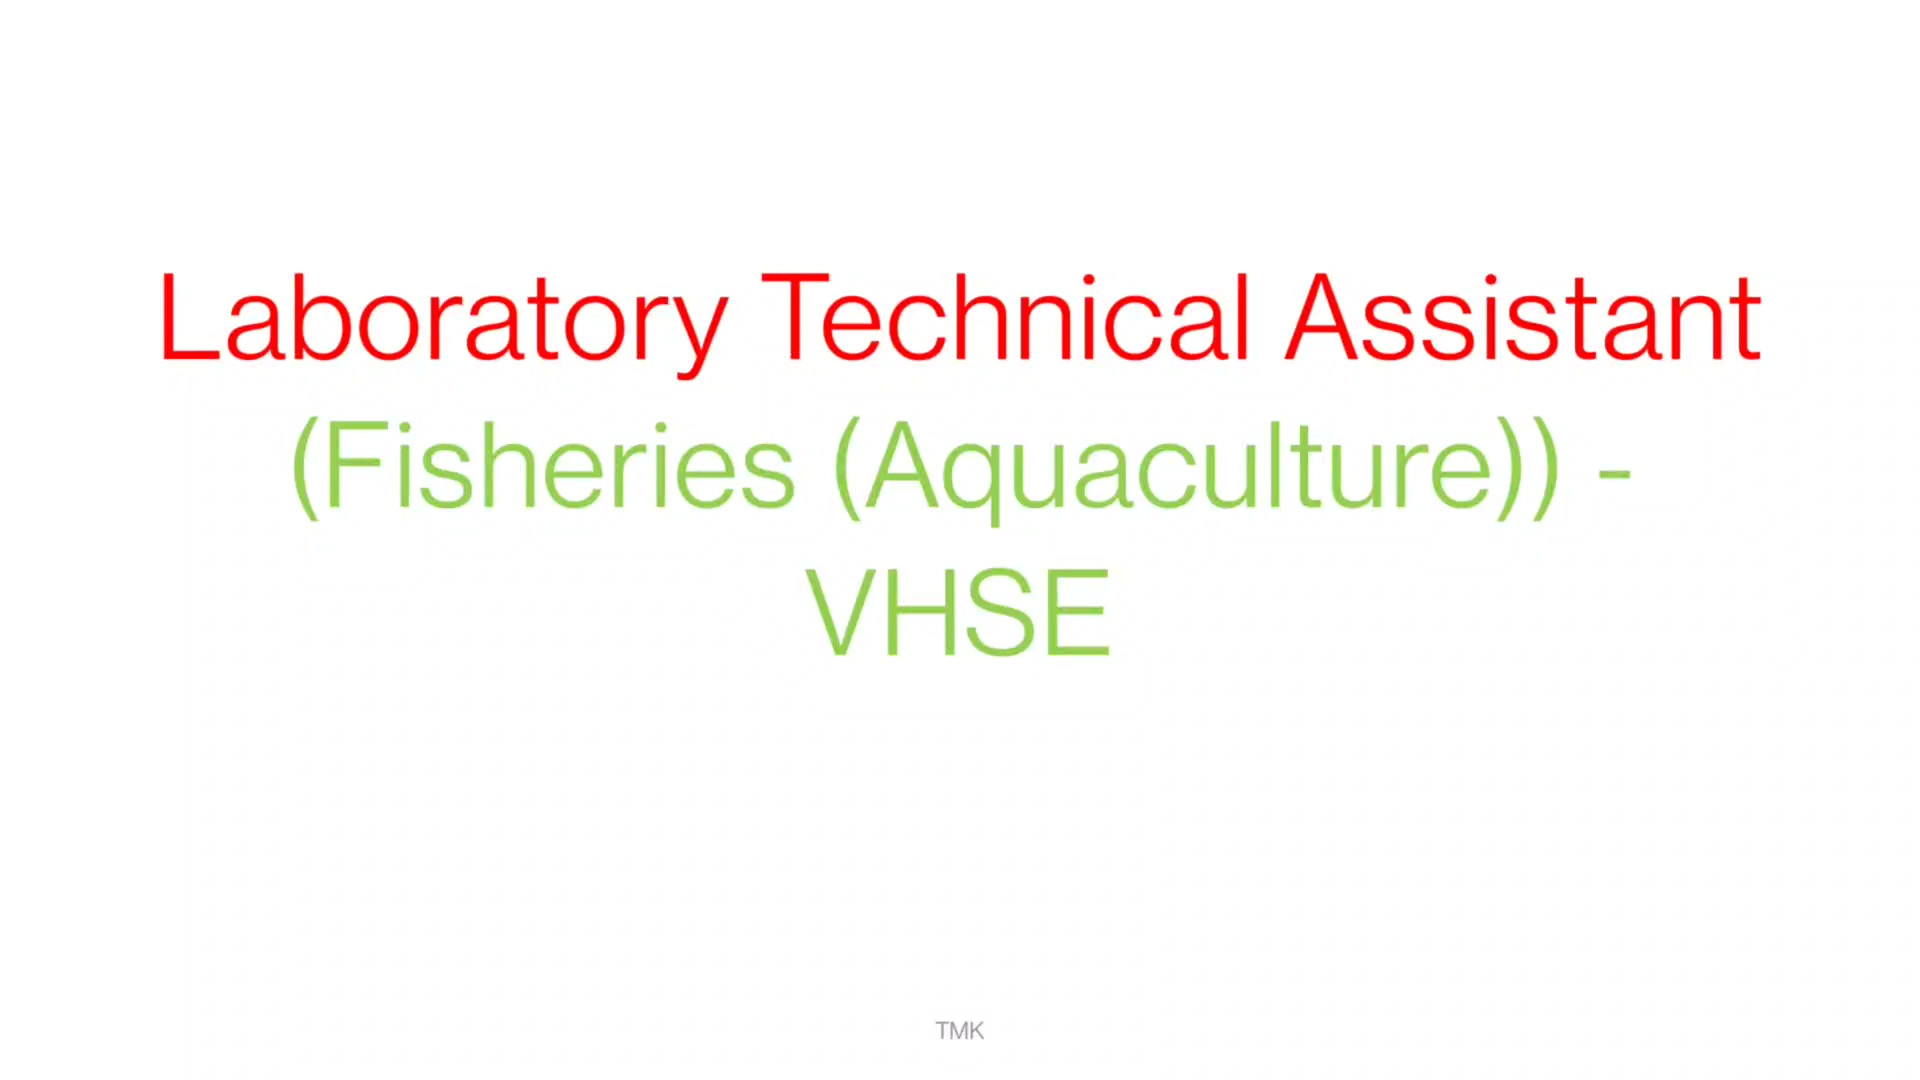 Laboratory Technical Assistant
(Fisheries (Aquaculture)) -
VHSE
TMK